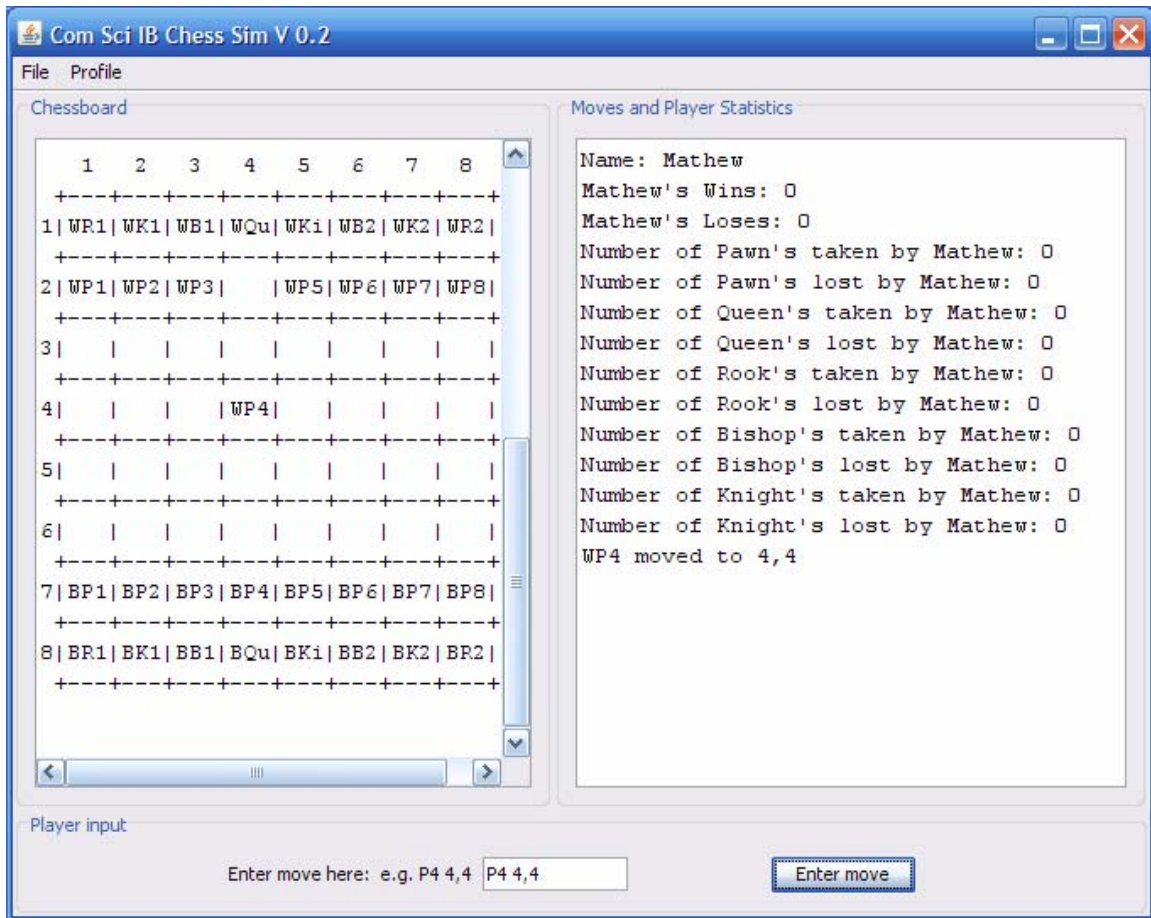 Com Sci IB Chess Sim V 0.2
File Profile
Chessboard
1 2 3 4 5 6 7 8
+---+---+---+---+---+---+---+---+
1|WR1|WK1|WB1|WQu|WKi|WB2|WK2|WR2|
+---+---+---+---+---+---+---+---+
2|WP1|WP2|WP3|   |WP5|WP6|WP7|WP8|
+---+---+---+---+---+---+---+---+
3|   |   |   |   |   |   |   |   |
+---+---+---+---+---+---+---+---+
4|   |   |   |WP4|   |   |   |   |
+---+---+---+---+---+---+---+---+
5|   |   |   |   |   |   |   |   |
+---+---+---+---+---+---+---+---+
6|   |   |   |   |   |   |   |   |
+---+---+---+---+---+---+---+---+
7|BP1|BP2|BP3|BP4|BP5|BP6|BP7|BP8|
+---+---+---+---+---+---+---+---+
8|BR1|BK1|BB1|BQu|BKi|BB2|BK2|BR2|
+---+---+---+---+---+---+---+---+
Moves and Player Statistics
Name: Mathew
Mathew's Wins: 0
Mathew's Loses: 0
Number of Pawn's taken by Mathew: 0
Number of Pawn's lost by Mathew: 0
Number of Queen's taken by Mathew: 0
Number of Queen's lost by Mathew: 0
Number of Rook's taken by Mathew: 0
Number of Rook's lost by Mathew: 0
Number of Bishop's taken by Mathew: 0
Number of Bishop's lost by Mathew: 0
Number of Knight's taken by Mathew: 0
Number of Knight's lost by Mathew: 0
WP4 moved to 4,4
Player input
Enter move here: e.g. P4 4,4 P4 4,4 Enter move